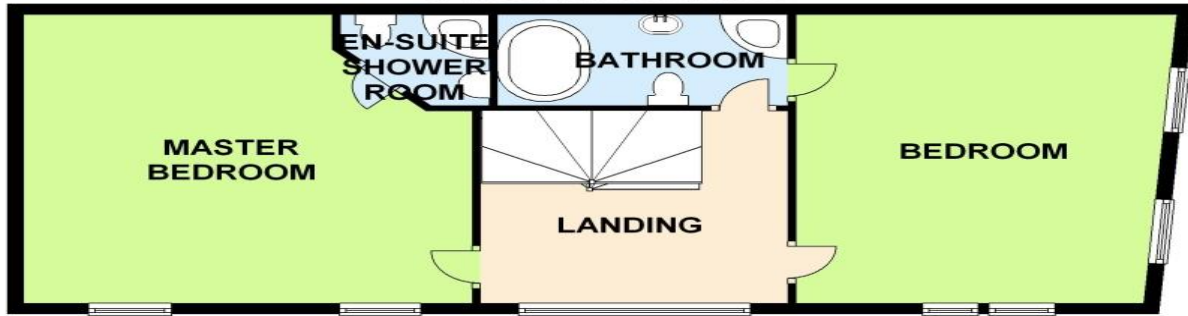 EN-SUITE
SHOWER
ROOM
BATHROOM
MASTER
BEDROOM
BEDROOM
LANDING